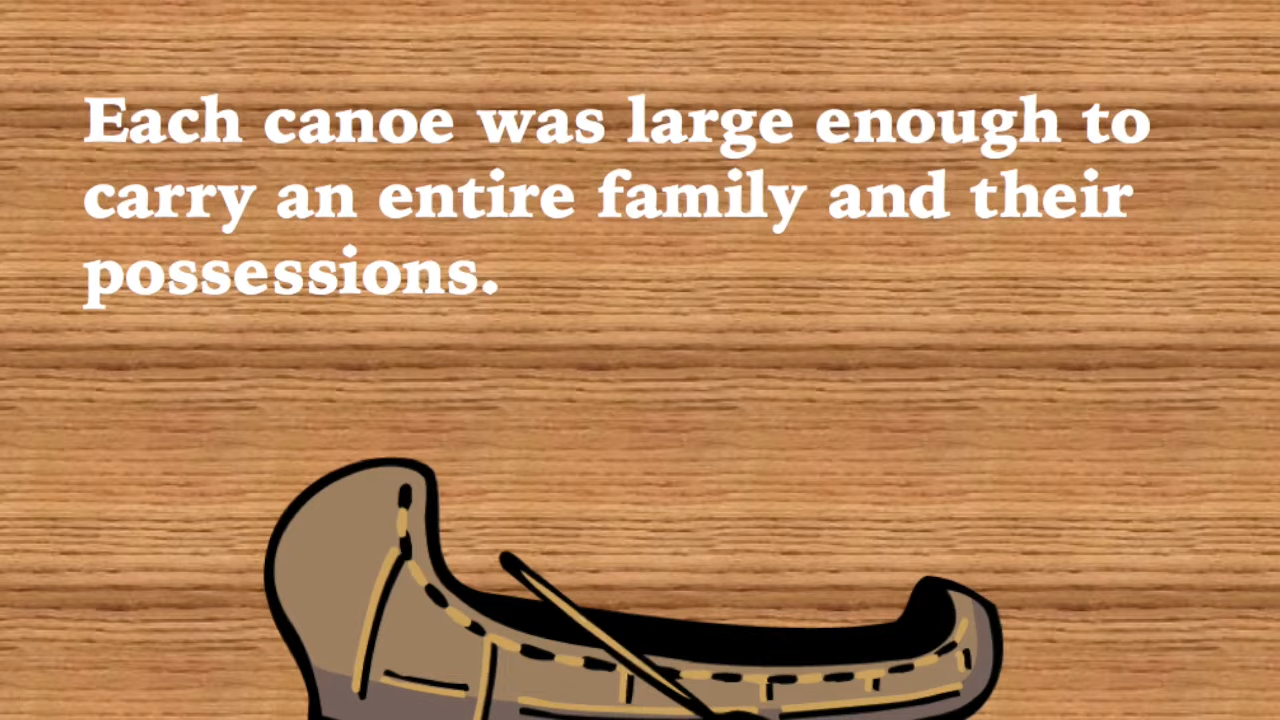 Each canoe was large enough to
carry an entire family and their
possessions.